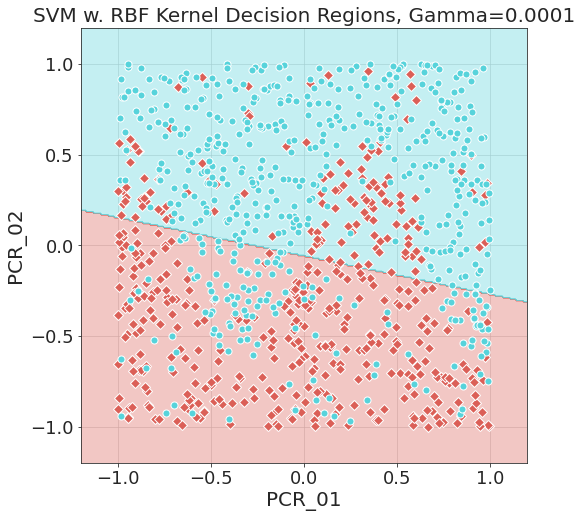 SVM w. RBF Kernel Decision Regions, Gamma=0.0001
1.0
0.5
0.0
−0.5
−1.0
PCR_02
−1.0 −0.5 0.0 0.5 1.0
PCR_01